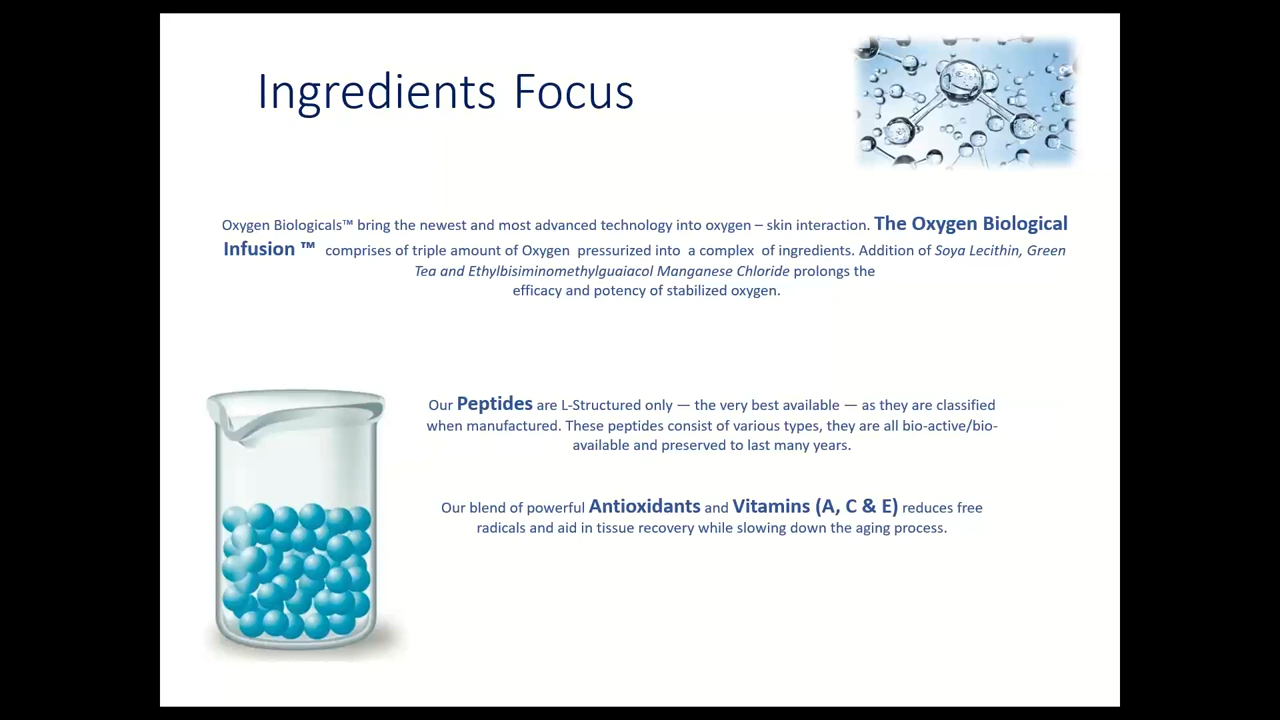 Ingredients Focus
Oxygen Biologicals™ bring the newest and most advanced technology into oxygen – skin interaction. The Oxygen Biological
Infusion ™ comprises of triple amount of Oxygen pressurized into a complex of ingredients. Addition of Soya Lecithin, Green
Tea and Ethylbisiminomethylguaiacol Manganese Chloride prolongs the
efficacy and potency of stabilized oxygen.
Our Peptides are L-Structured only — the very best available — as they are classified
when manufactured. These peptides consist of various types, they are all bio-active/bio-
available and preserved to last many years.
Our blend of powerful Antioxidants and Vitamins (A, C & E) reduces free
radicals and aid in tissue recovery while slowing down the aging process.